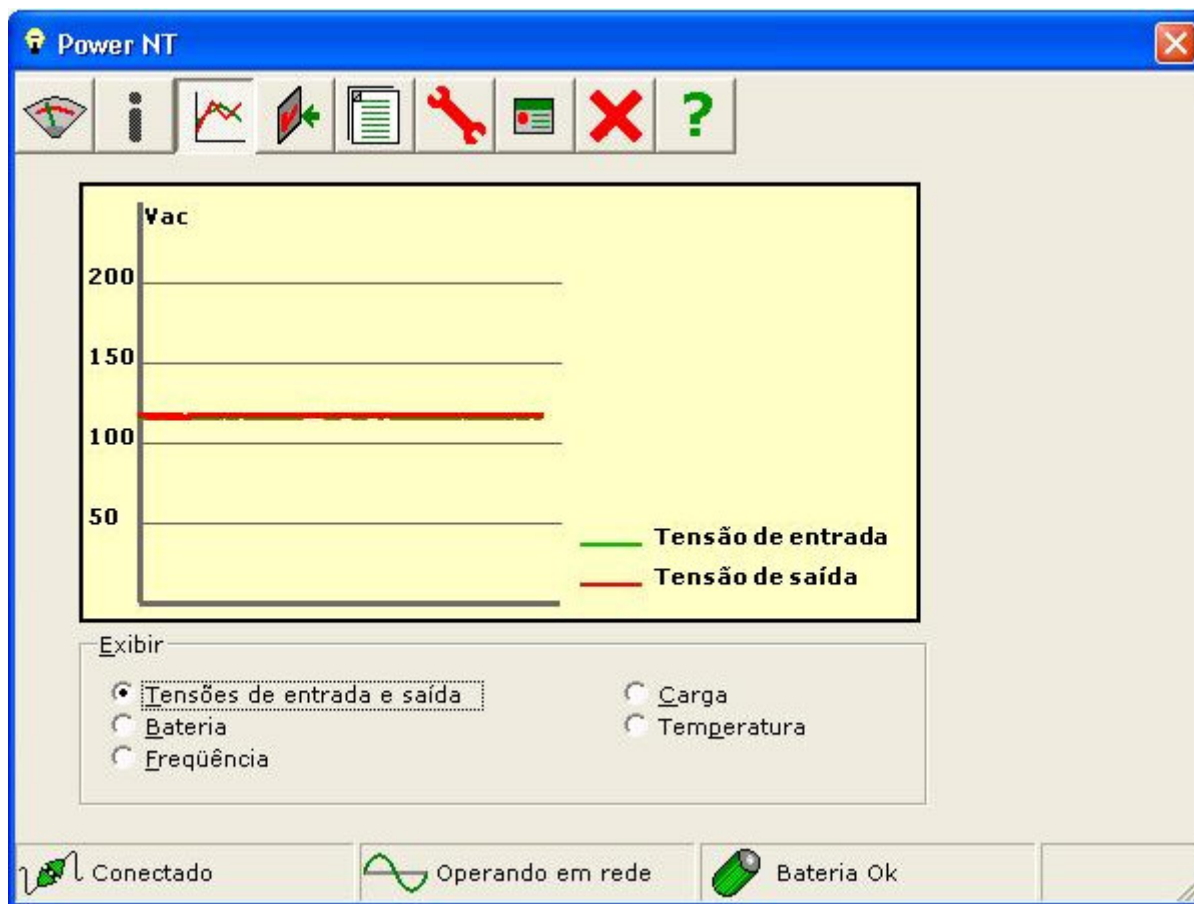 Power NT
?
Vac
200
150
100
50
Tensão de entrada
Tensão de saída
Exibir
Tensões de entrada e saída
Carga
Bateria
Temperatura
Freqüência
Conectado
Operando em rede
Bateria Ok